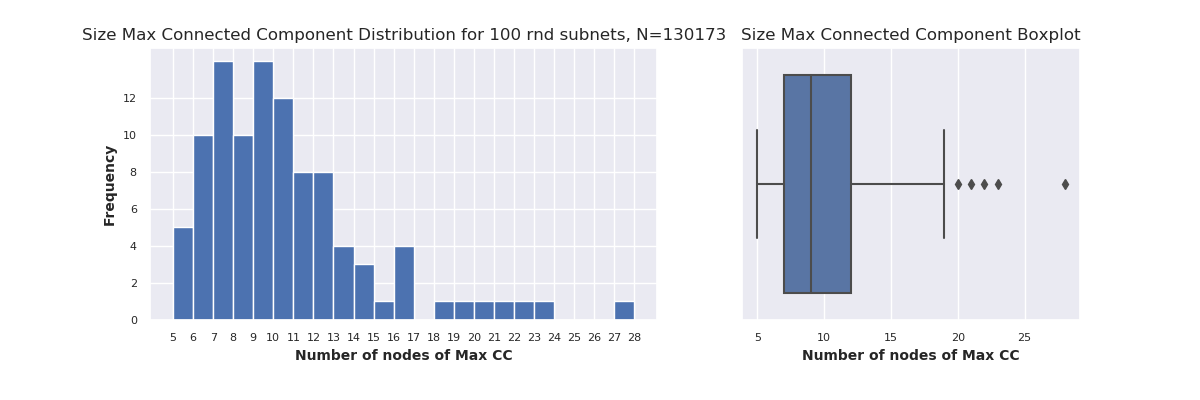 Size Max Connected Component Distribution for 100 rnd subnets, N=130173
Frequency
12
10
8
6
4
2
0
5 6 7 8 9 10 11 12 13 14 15 16 17 18 19 20 21 22 23 24 25 26 27 28
Number of nodes of Max CC
Size Max Connected Component Boxplot
5 10 15 20 25
Number of nodes of Max CC